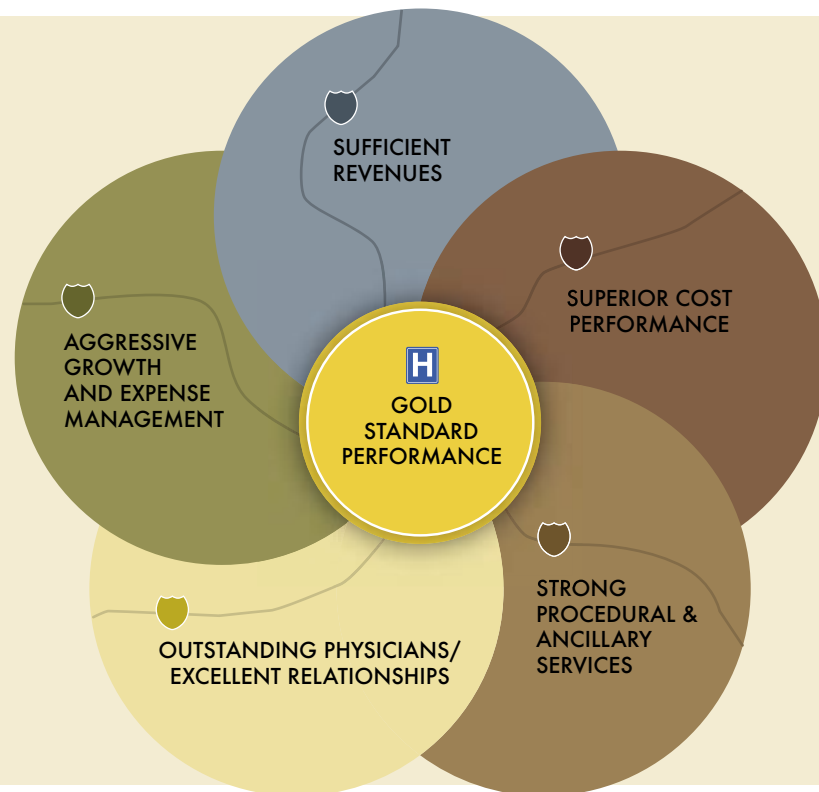 SUFFICIENT
REVENUES
SUPERIOR COST
PERFORMANCE
AGGRESSIVE
GROWTH
AND EXPENSE
MANAGEMENT
H
GOLD
STANDARD
PERFORMANCE
STRONG
PROCEDURAL &
ANCILLARY
SERVICES
OUTSTANDING PHYSICIANS/
EXCELLENT RELATIONSHIPS